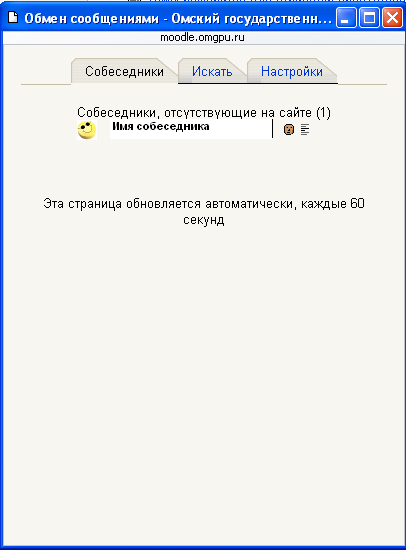 Обмен сообщениями - Омский государственн...
moodle.omgpu.ru
Собеседники Искать Настройки
Собеседники, отсутствующие на сайте (1)
Имя собеседника
Эта страница обновляется автоматически, каждые 60
секунд